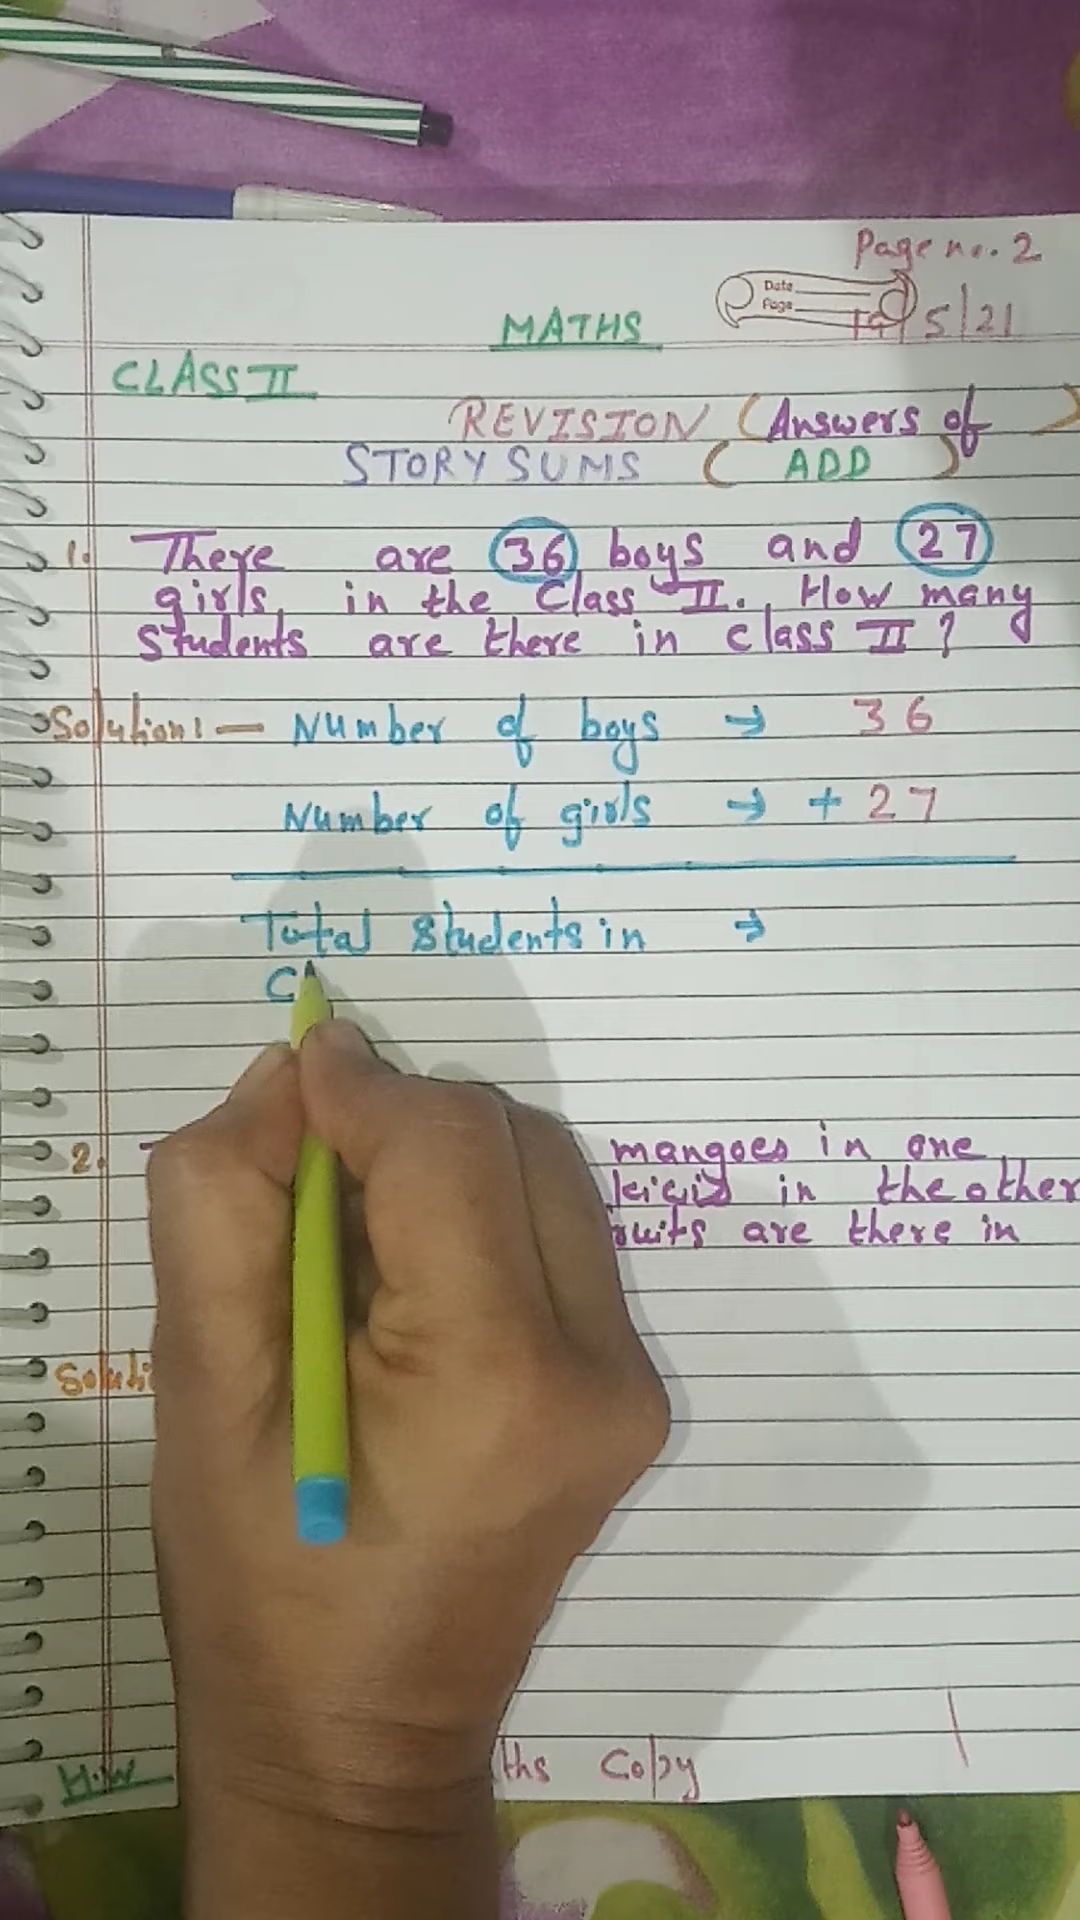 Page no. 2
Date
Page
19/5/21
MATHS
CLASS II
REVISION (Answers of )
STORY SUMS ( ADD )
1. There are 36 boys and 27
girls, in the Class II. How many
students are there in class II ?
Solution:— Number of boys → 36
Number of girls → + 27
Total students in →
C
2. mangoes in one
kiwis in the other
are there in
H.W Copy